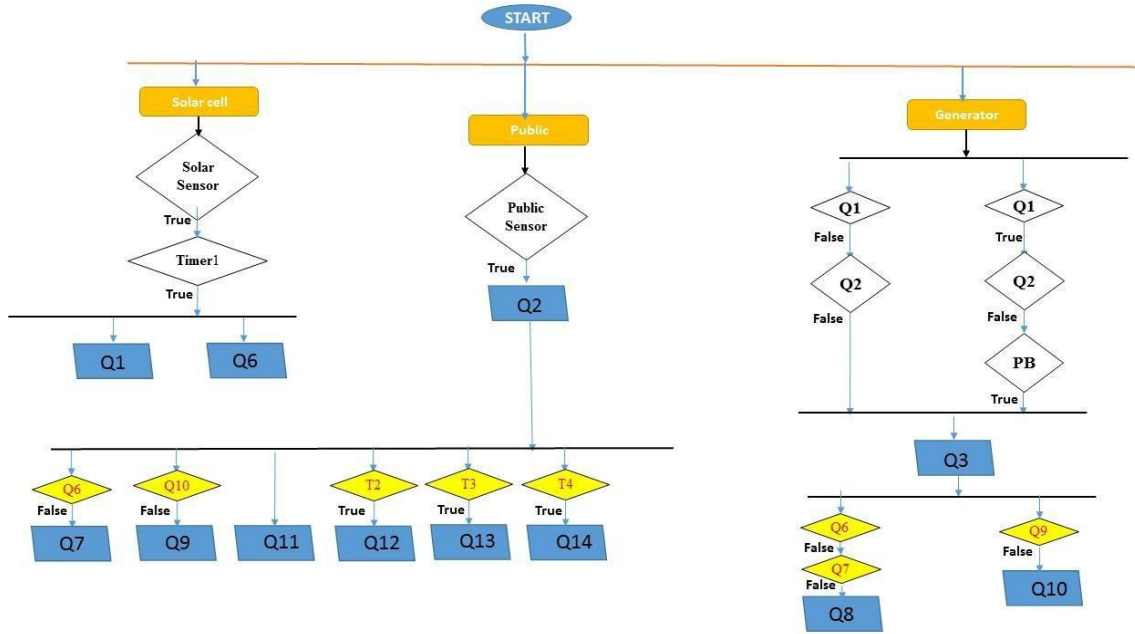 START
Solar cell
Solar
Sensor
True
Timer1
True
Q1
Q6
Public
Public
Sensor
True
Q2
Q6
False
Q7
Q10
False
Q9
Q11
T2
True
Q12
T3
True
Q13
T4
True
Q14
Generator
Q1
False
Q2
False
Q1
True
Q2
False
PB
True
Q3
Q6
False
Q7
False
Q8
Q9
False
Q10